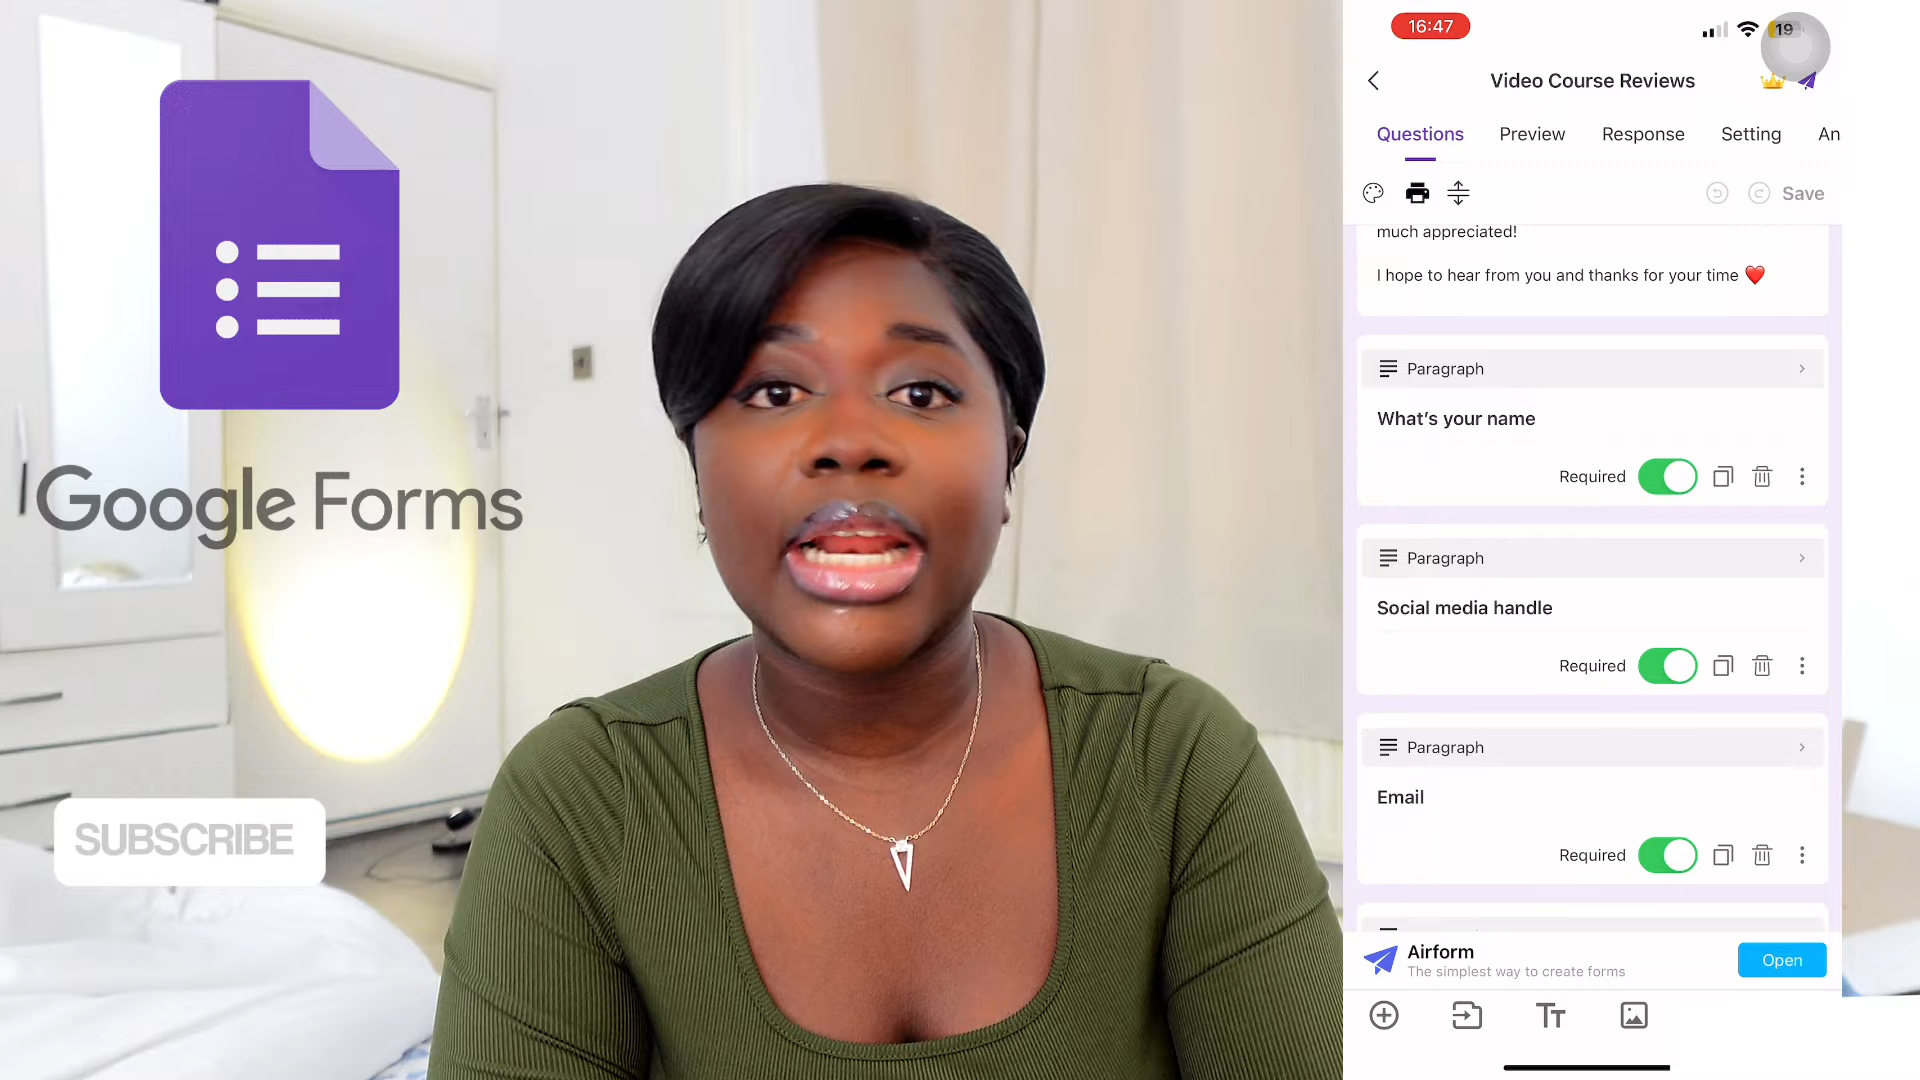 Google Forms
SUBSCRIBE
16:47
19
Video Course Reviews
Questions Preview Response Setting An
Save
much appreciated!
I hope to hear from you and thanks for your time ❤️
Paragraph
What's your name
Required
Paragraph
Social media handle
Required
Paragraph
Email
Required
Airform
The simplest way to create forms
Open
TT